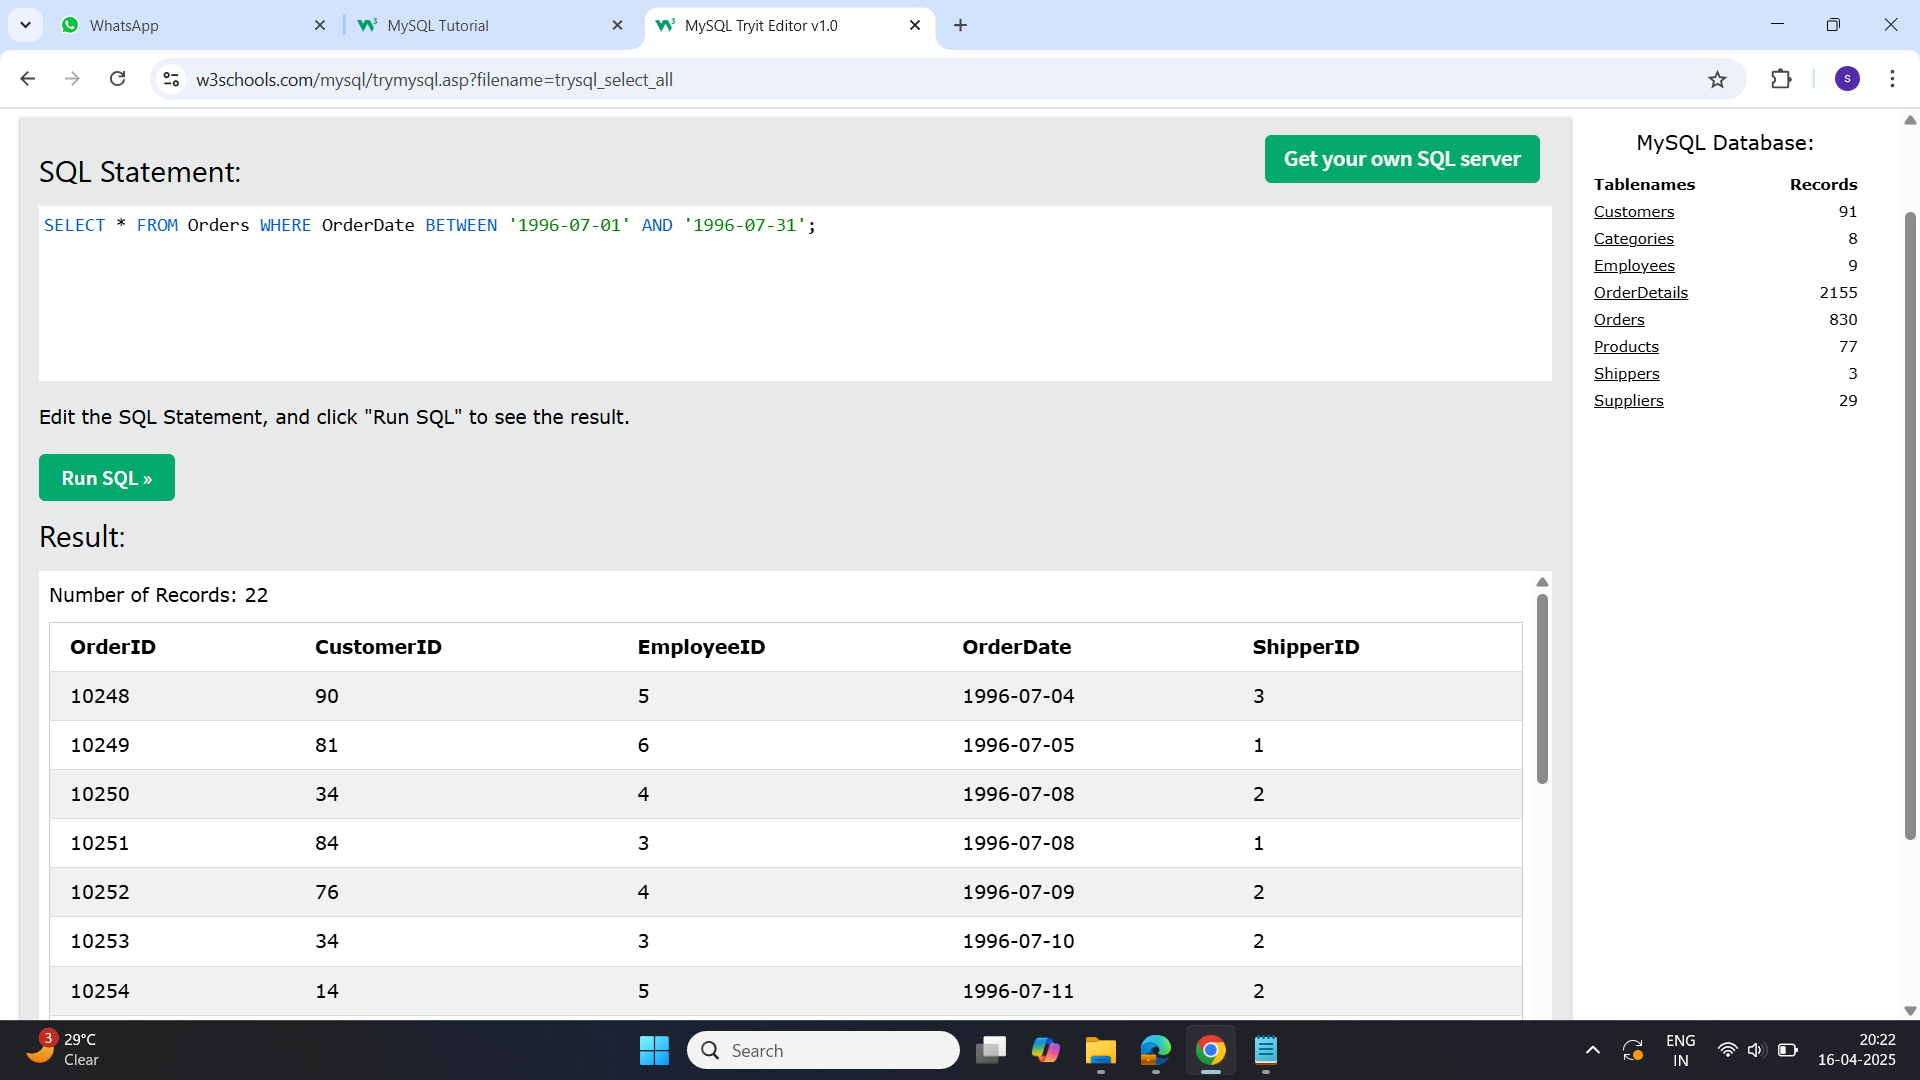 WhatsApp
MySQL Tutorial
MySQL Tryit Editor v1.0
w3schools.com/mysql/trymysql.asp?filename=trysql_select_all
S
SQL Statement:
Get your own SQL server
SELECT * FROM Orders WHERE OrderDate BETWEEN '1996-07-01' AND '1996-07-31';
Edit the SQL Statement, and click "Run SQL" to see the result.
Run SQL »
Result:
Number of Records: 22
OrderID CustomerID EmployeeID OrderDate ShipperID
10248 90 5 1996-07-04 3
10249 81 6 1996-07-05 1
10250 34 4 1996-07-08 2
10251 84 3 1996-07-08 1
10252 76 4 1996-07-09 2
10253 34 3 1996-07-10 2
10254 14 5 1996-07-11 2
MySQL Database:
Tablenames Records
Customers 91
Categories 8
Employees 9
OrderDetails 2155
Orders 830
Products 77
Shippers 3
Suppliers 29
3
29°C
Clear
Search
ENG
IN
20:22
16-04-2025